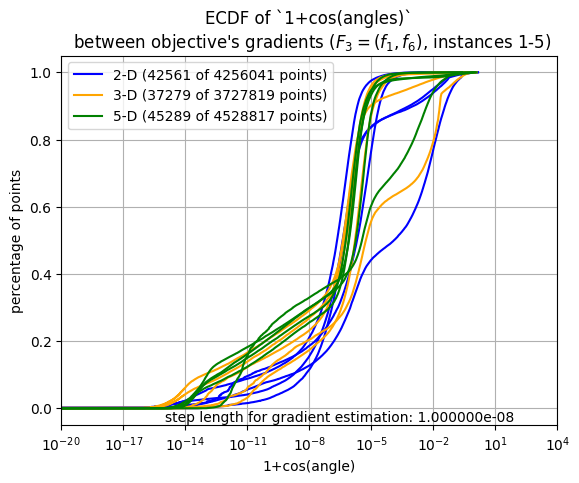 ECDF of `1+cos(angles)`
between objective's gradients (F₃ = (f₁, f₆), instances 1-5)
2-D (42561 of 4256041 points)
3-D (37279 of 3727819 points)
5-D (45289 of 4528817 points)
percentage of points
1.0
0.8
0.6
0.4
0.2
0.0
step length for gradient estimation: 1.000000e-08
10⁻²⁰ 10⁻¹⁷ 10⁻¹⁴ 10⁻¹¹ 10⁻⁸ 10⁻⁵ 10⁻² 10¹ 10⁴
1+cos(angle)